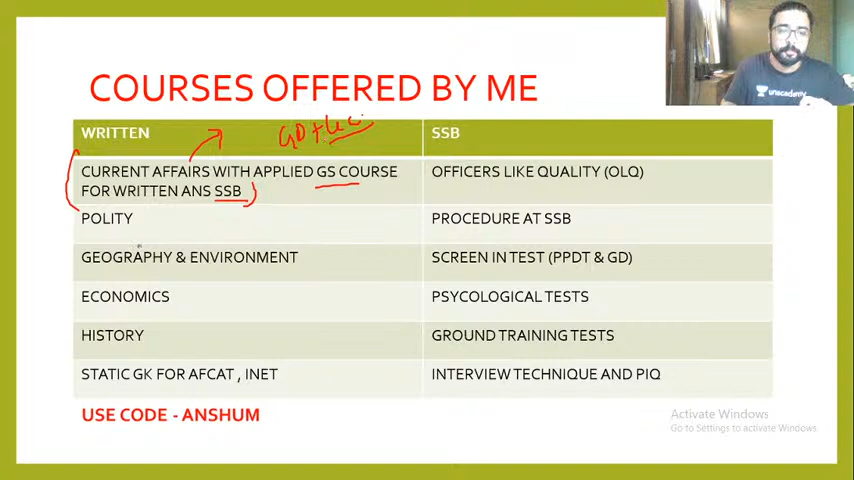 COURSES OFFERED BY ME
unacademy
GD + Lec
WRITTEN
SSB
CURRENT AFFAIRS WITH APPLIED GS COURSE
FOR WRITTEN ANS SSB
OFFICERS LIKE QUALITY (OLQ)
POLITY
PROCEDURE AT SSB
GEOGRAPHY & ENVIRONMENT
SCREEN IN TEST (PPDT & GD)
ECONOMICS
PSYCOLOGICAL TESTS
HISTORY
GROUND TRAINING TESTS
STATIC GK FOR AFCAT , INET
INTERVIEW TECHNIQUE AND PIQ
USE CODE - ANSHUM
Activate Windows
Go to Settings to activate Windows.